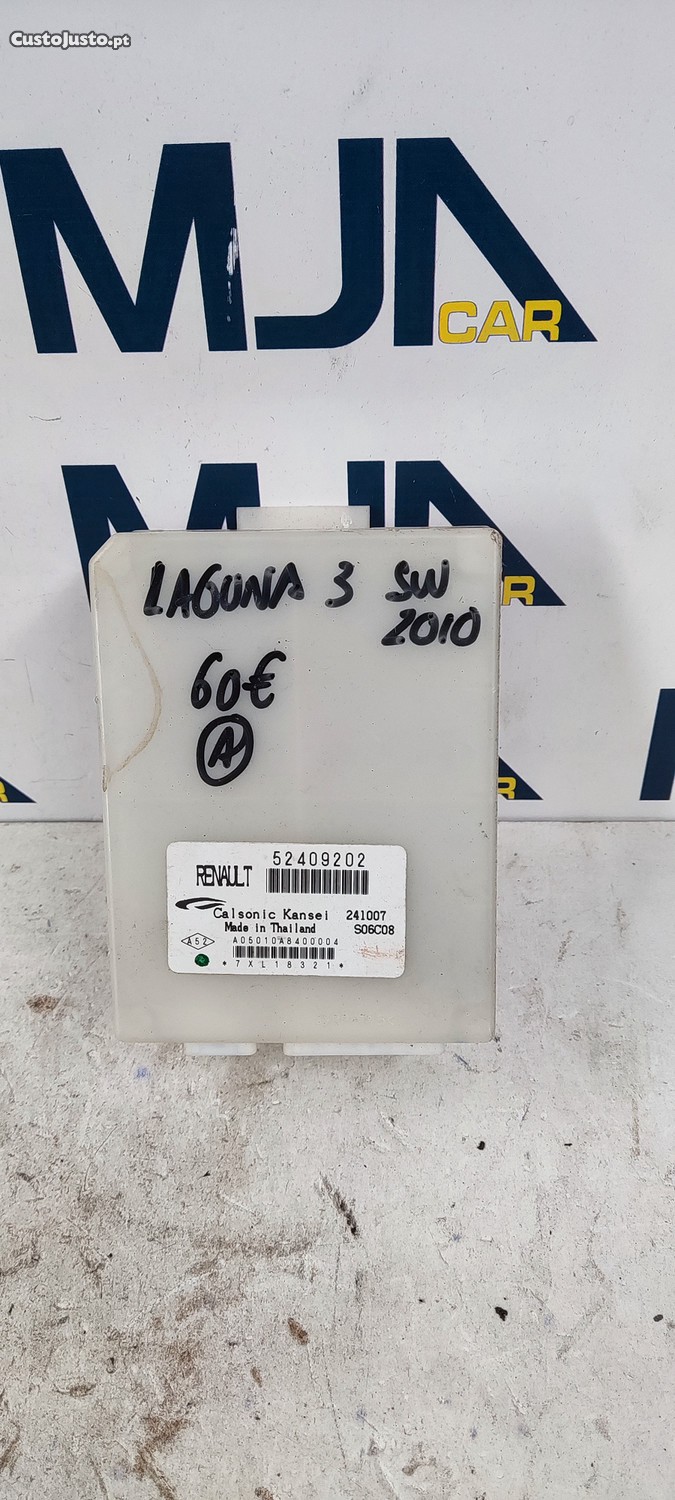 CustoJusto.pt
MJA
CAR
MJA
R
LAGUNA 3 SW
2010
60€
A
R
RENAULT
52409202
Calsonic Kansei 241007
Made in Thailand S06C08
A52
A05010A8400004
*7XL18321*